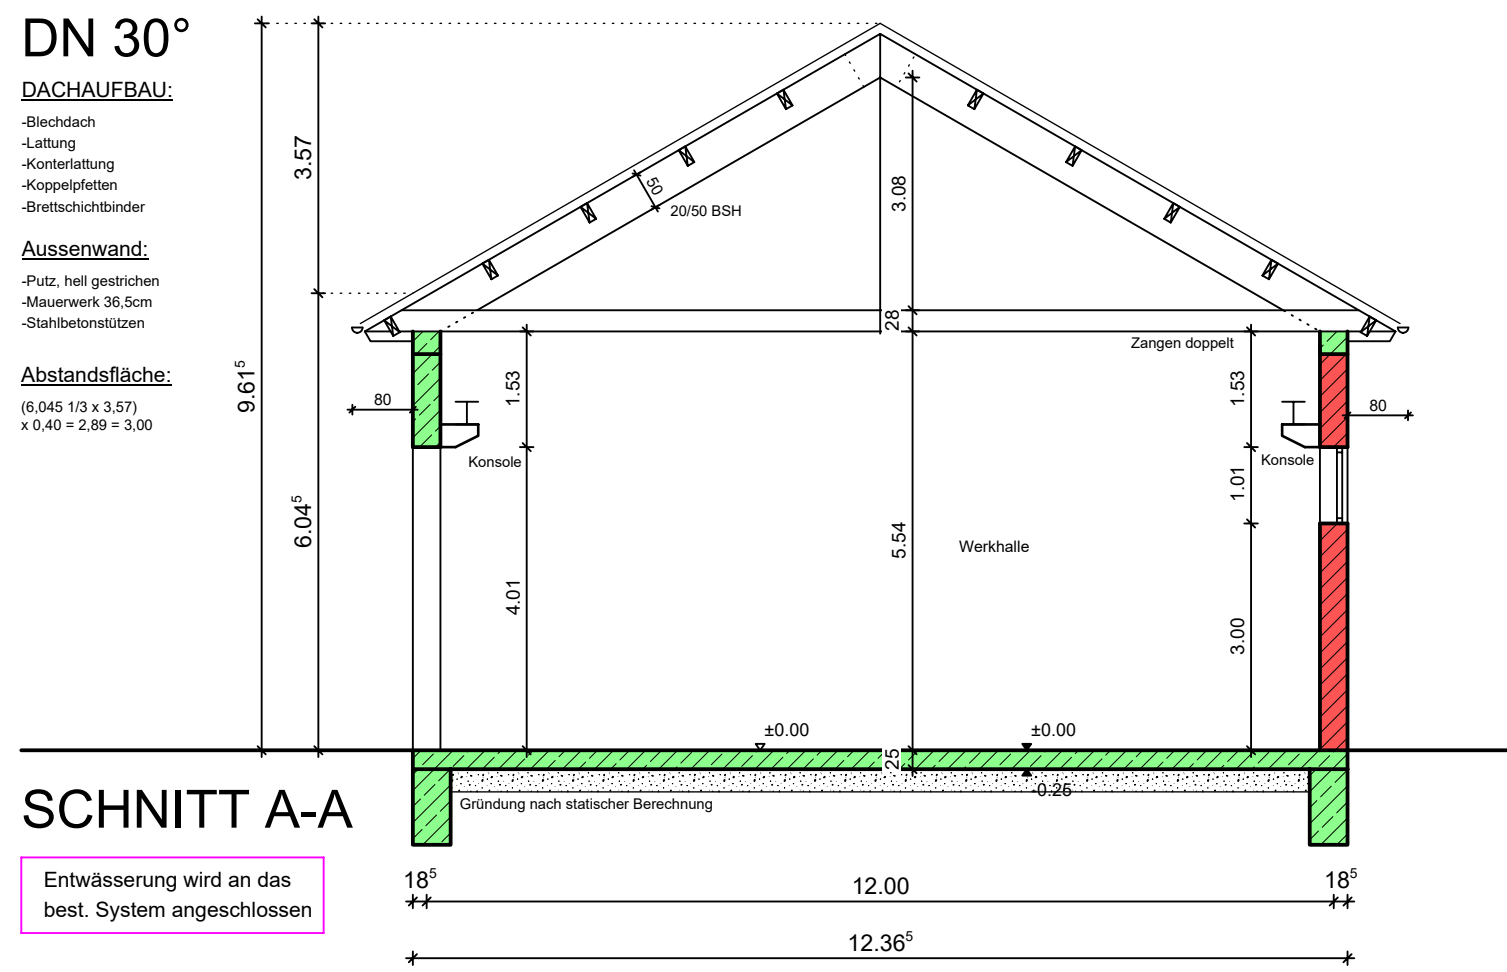 DN 30°
DACHAUFBAU:
-Blechdach
-Lattung
-Konterlattung
-Koppelpfetten
-Brettschichtbinder
Aussenwand:
-Putz, hell gestrichen
-Mauerwerk 36,5cm
-Stahlbetonstützen
Abstandsfläche:
(6,045 1/3 x 3,57)
x 0,40 = 2,89 = 3,00
9.61⁵
3.57
6.04⁵
50
20/50 BSH
3.08
28
Zangen doppelt
80
1.53
1.53
80
Konsole
Konsole
1.01
5.54
Werkhalle
4.01
3.00
±0.00
±0.00
25
-0.25
Gründung nach statischer Berechnung
SCHNITT A-A
Entwässerung wird an das
best. System angeschlossen
18⁵
12.00
18⁵
12.36⁵